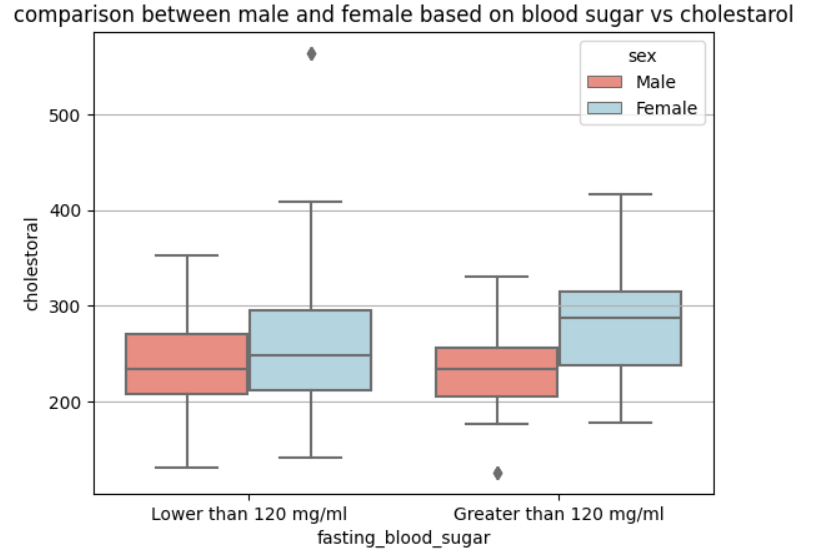 comparison between male and female based on blood sugar vs cholestarol
sex
Male
Female
500
400
300
200
cholestoral
Lower than 120 mg/ml
Greater than 120 mg/ml
fasting_blood_sugar